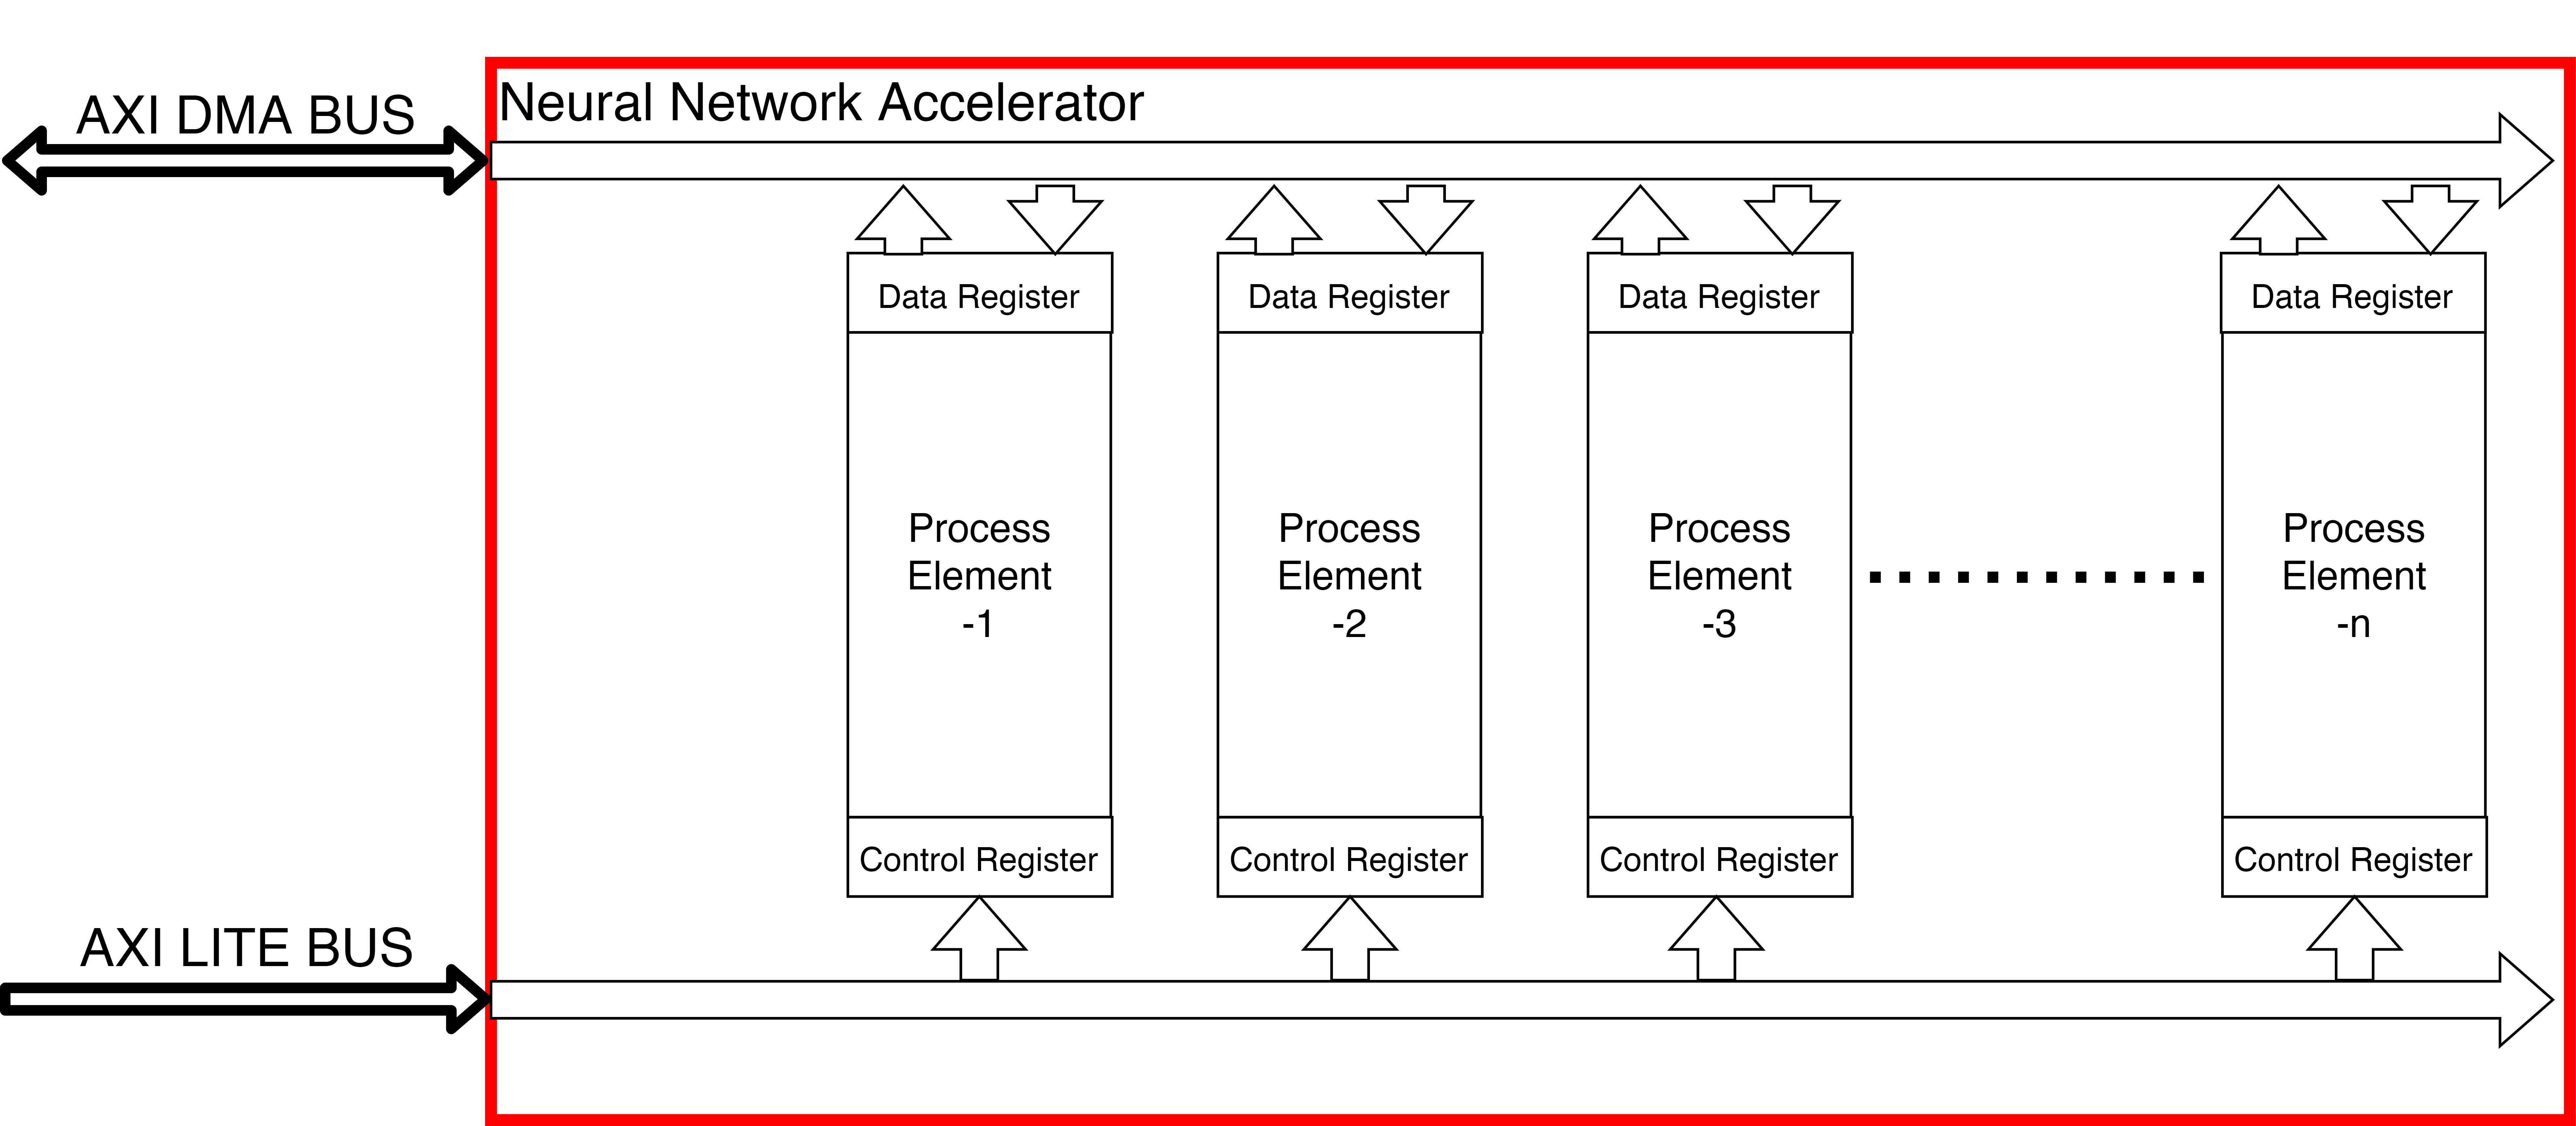 AXI DMA BUS
Neural Network Accelerator
Data Register
Data Register
Data Register
Data Register
Process
Element
-1
Process
Element
-2
Process
Element
-3
Process
Element
-n
Control Register
Control Register
Control Register
Control Register
AXI LITE BUS